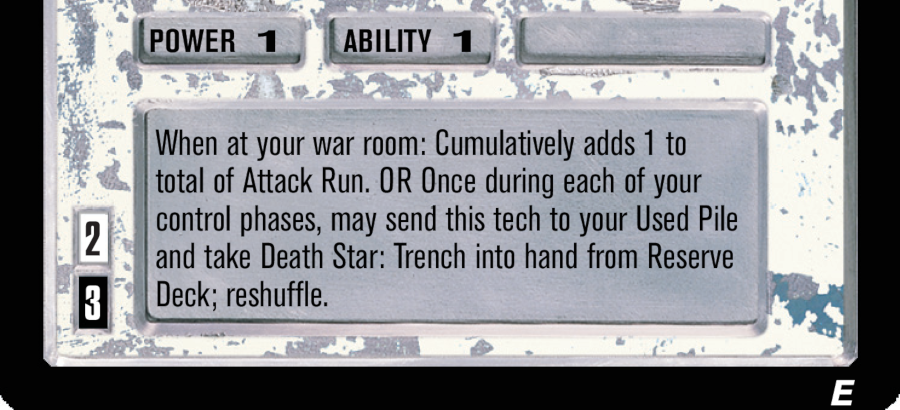 POWER 1 ABILITY 1
When at your war room: Cumulatively adds 1 to
total of Attack Run. OR Once during each of your
control phases, may send this tech to your Used Pile
and take Death Star: Trench into hand from Reserve
Deck; reshuffle.
2
3
E